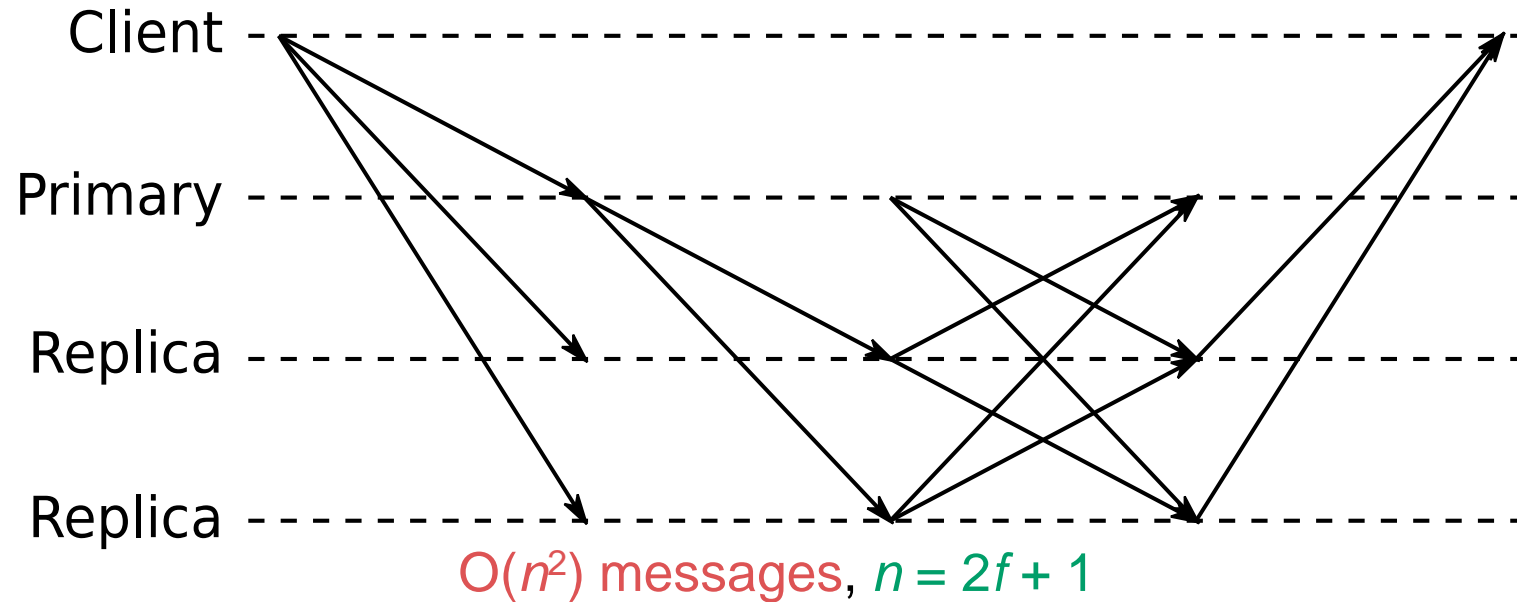 Client
Primary
Replica
Replica
O(n²) messages, n = 2f + 1